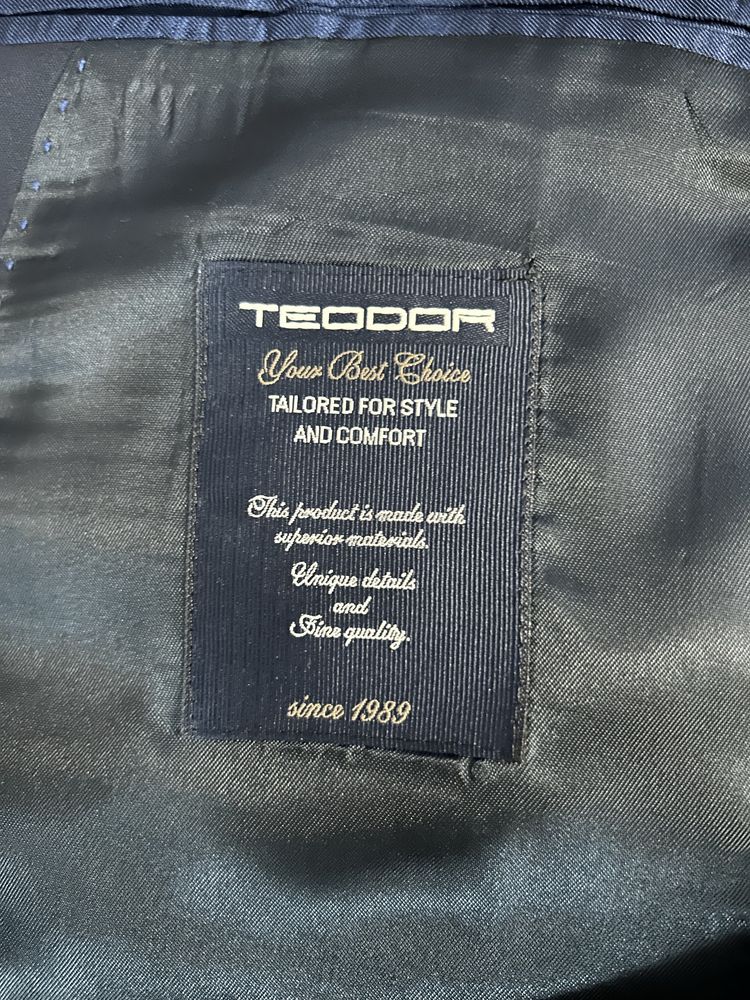 TEODOR
Your Best Choice
TAILORED FOR STYLE
AND COMFORT
This product is made with
superior materials.
Unique details
and
Fine quality.
since 1989